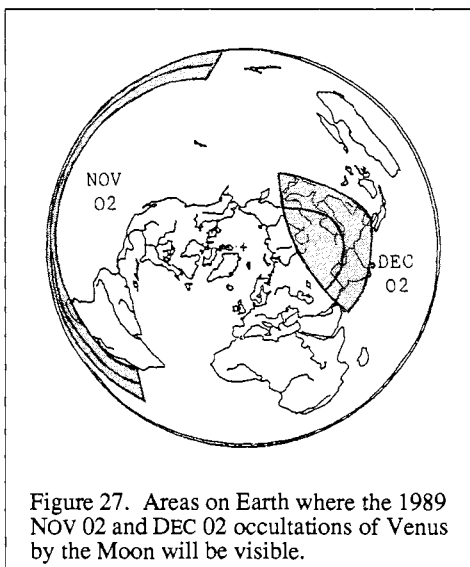 NOV
02
DEC
02
Figure 27. Areas on Earth where the 1989
NOV 02 and DEC 02 occultations of Venus
by the Moon will be visible.